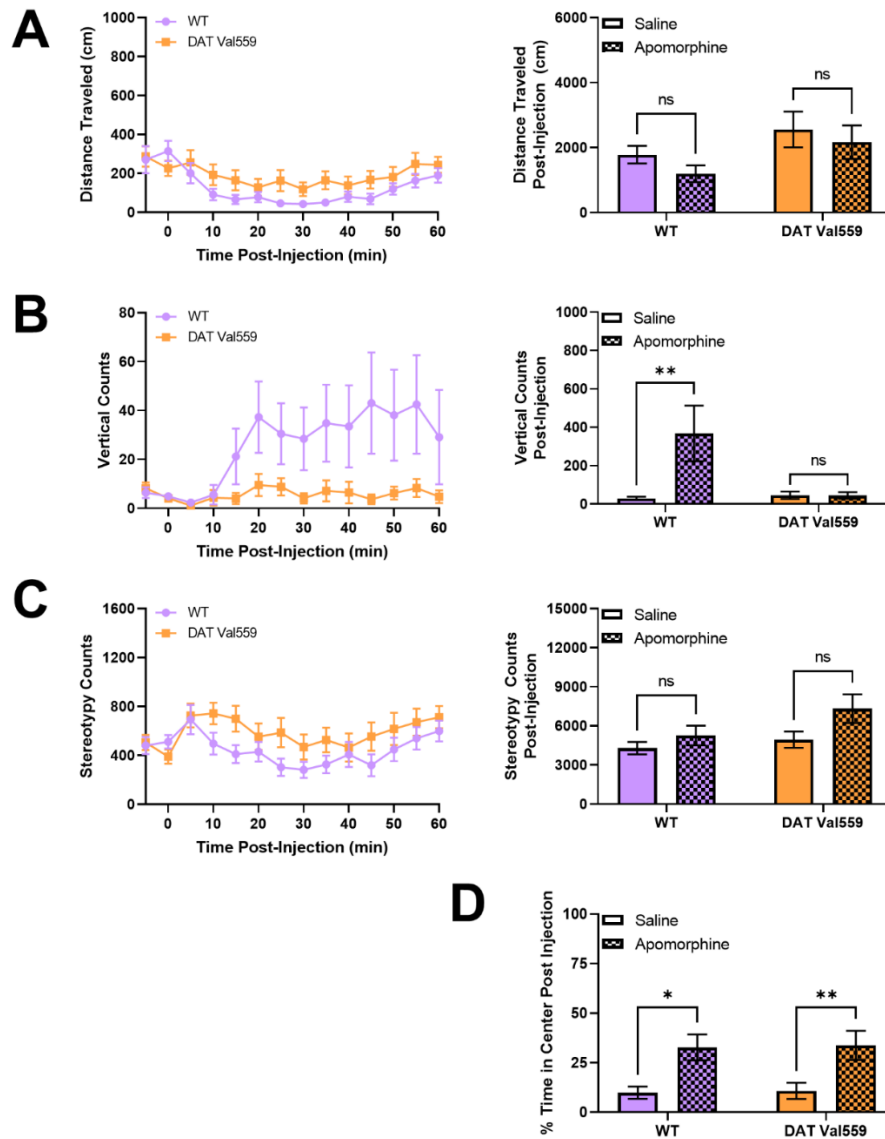 A
Distance Traveled (cm)
1000
800
600
400
200
0
WT
DAT Val559
0 10 20 30 40 50 60
Time Post-Injection (min)
Distance Traveled
Post-Injection (cm)
6000
4000
2000
0
Saline
Apomorphine
ns
ns
WT DAT Val559
B
Vertical Counts
80
60
40
20
0
WT
DAT Val559
0 10 20 30 40 50 60
Time Post-Injection (min)
Vertical Counts
Post-Injection
1000
800
600
400
200
0
Saline
Apomorphine
**
ns
WT DAT Val559
C
Stereotypy Counts
1600
1200
800
400
0
WT
DAT Val559
0 10 20 30 40 50 60
Time Post-Injection (min)
Stereotypy Counts
Post-Injection
15000
12000
9000
6000
3000
0
Saline
Apomorphine
ns
ns
WT DAT Val559
D
% Time in Center Post Injection
100
75
50
25
0
Saline
Apomorphine
*
**
WT DAT Val559